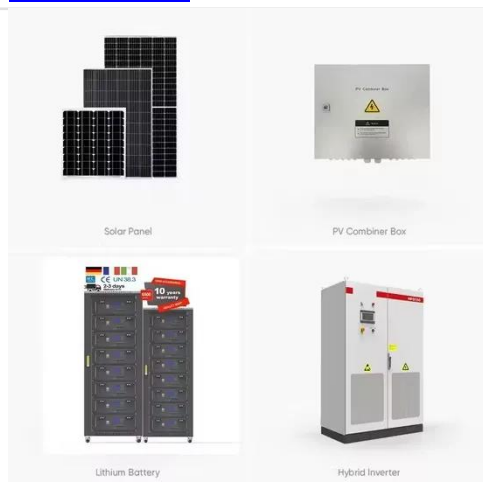 PV Combiner Box
Solar Panel
PV Combiner Box
CE UN38.3
2-3 days
10 years
warranty
Lithium Battery
Hybrid Inverter